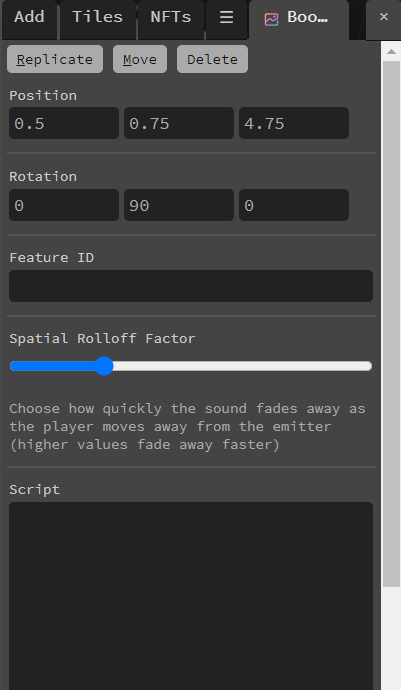 Add Tiles NFTs ☰ Boo… ×
Replicate Move Delete
Position
0.5 0.75 4.75
Rotation
0 90 0
Feature ID
Spatial Rolloff Factor
Choose how quickly the sound fades away as
the player moves away from the emitter
(higher values fade away faster)
Script